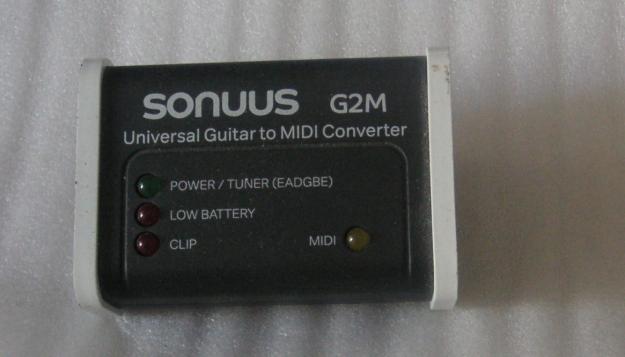 sonuus G2M
Universal Guitar to MIDI Converter
POWER / TUNER (EADGBE)
LOW BATTERY
CLIP MIDI